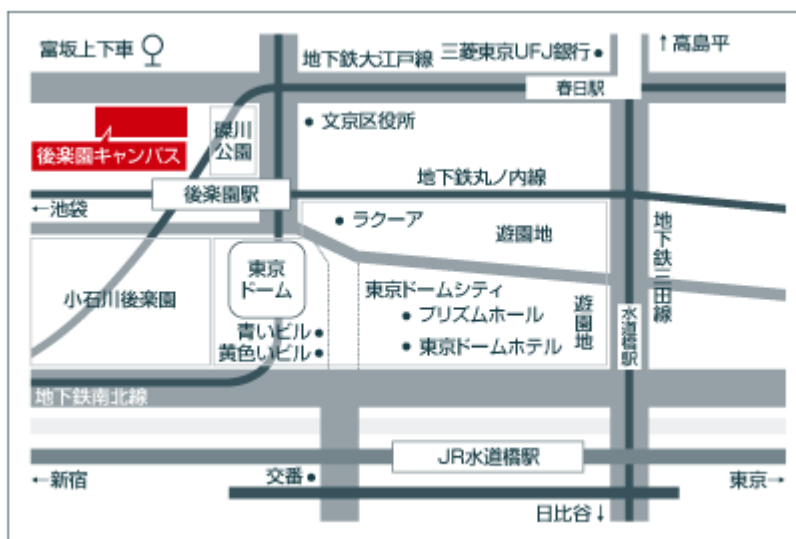 富坂上下車
地下鉄大江戸線
三菱東京UFJ銀行
↑高島平
春日駅
後楽園キャンパス
礫川
公園
文京区役所
地下鉄丸ノ内線
後楽園駅
←池袋
ラクーア
遊園地
地下鉄三田線
小石川後楽園
東京
ドーム
東京ドームシティ
プリズムホール
東京ドームホテル
遊園地
水道橋駅
青いビル
黄色いビル
地下鉄南北線
JR水道橋駅
←新宿
交番
東京→
日比谷↓